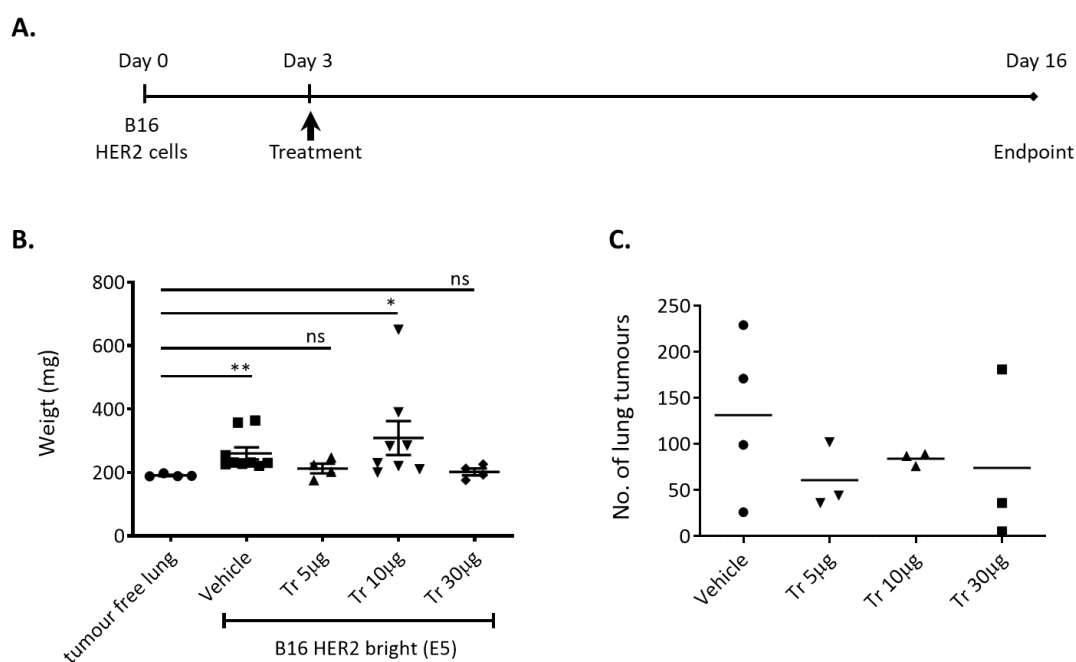 A.
Day 0 Day 3 Day 16
B16
HER2 cells Treatment Endpoint
B.
800
600
400
200
0
Weigt (mg)
ns
*
ns
**
tumour free lung
Vehicle
Tr 5µg
Tr 10µg
Tr 30µg
B16 HER2 bright (E5)
C.
250
200
150
100
50
0
No. of lung tumours
Vehicle
Tr 5µg
Tr 10µg
Tr 30µg